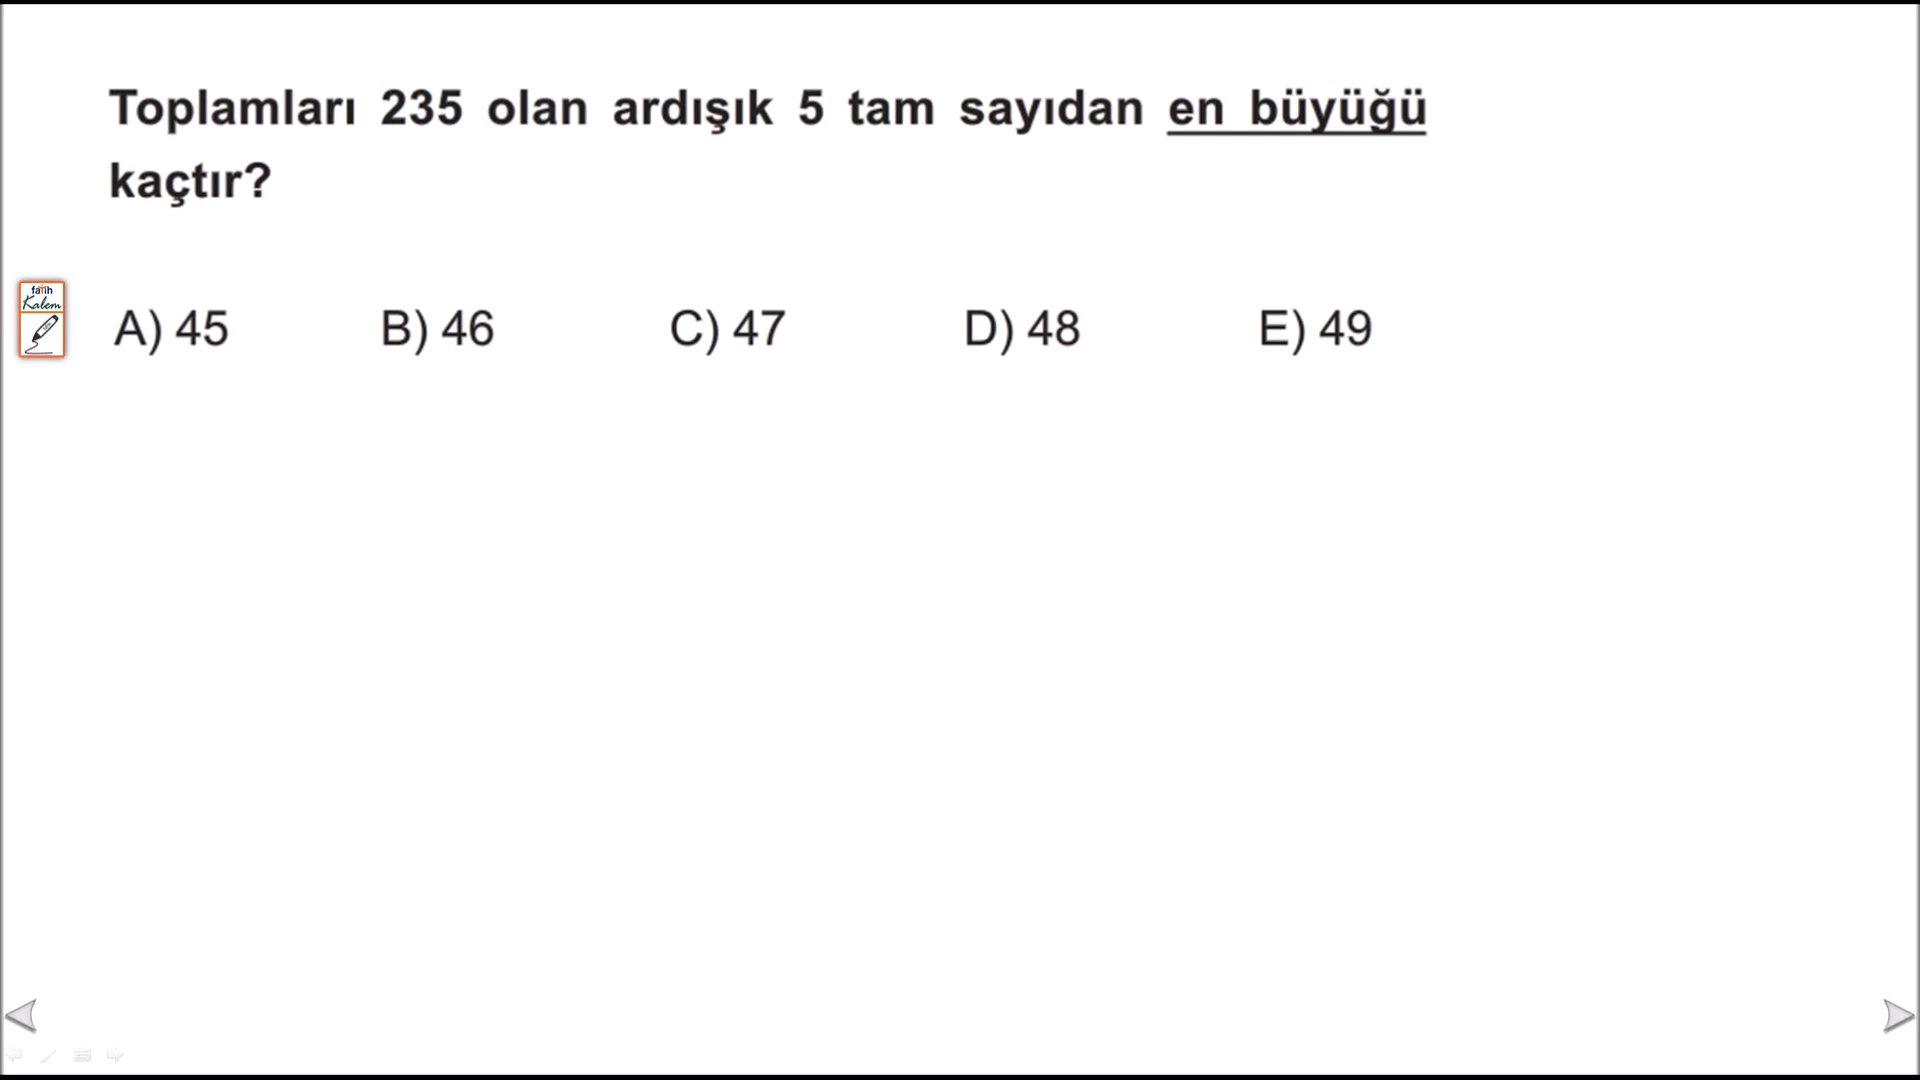 Toplamları 235 olan ardışık 5 tam sayıdan en büyüğü
kaçtır?
fatih
Kalem
A) 45 B) 46 C) 47 D) 48 E) 49